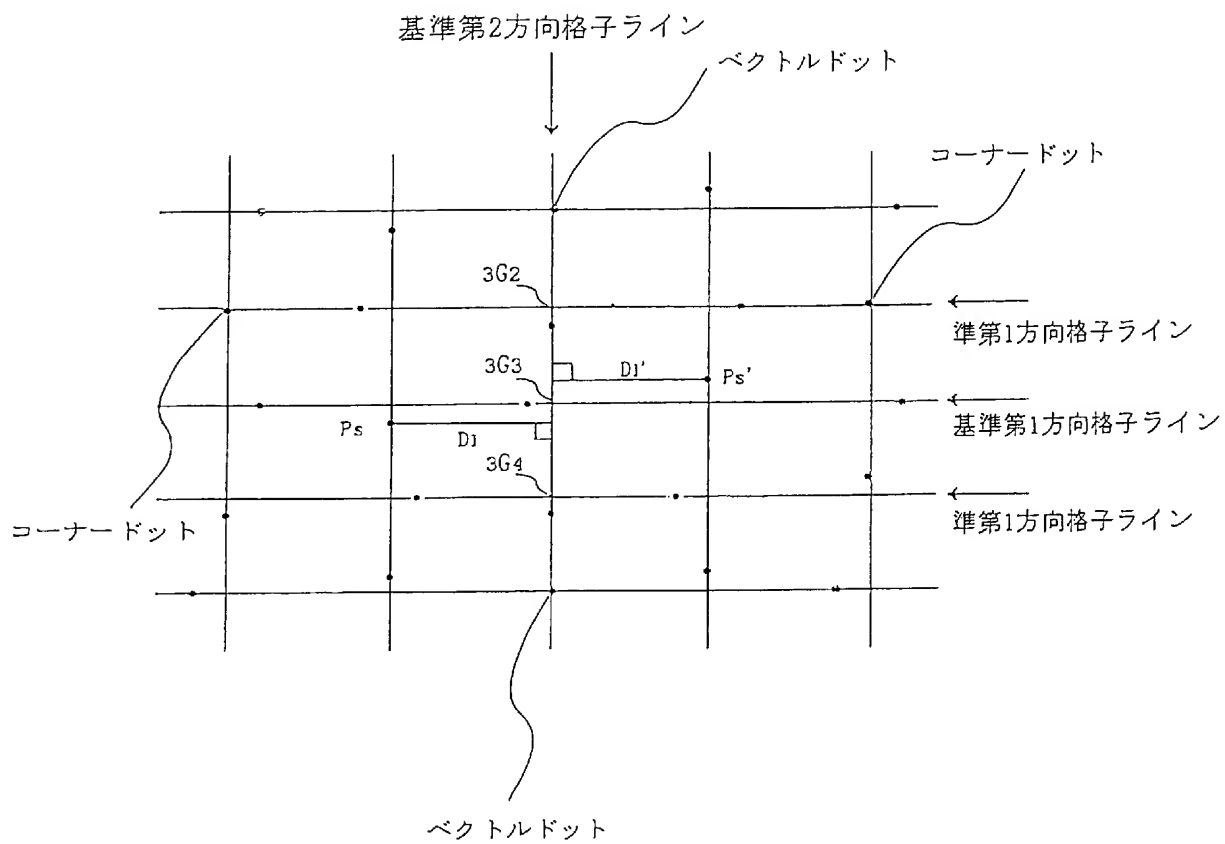 基準第2方向格子ライン
ベクトルドット
コーナードット
3G2
準第1方向格子ライン
3G3
Dl'
Ps'
基準第1方向格子ライン
Ps
Dl
3G4
準第1方向格子ライン
コーナードット
ベクトルドット